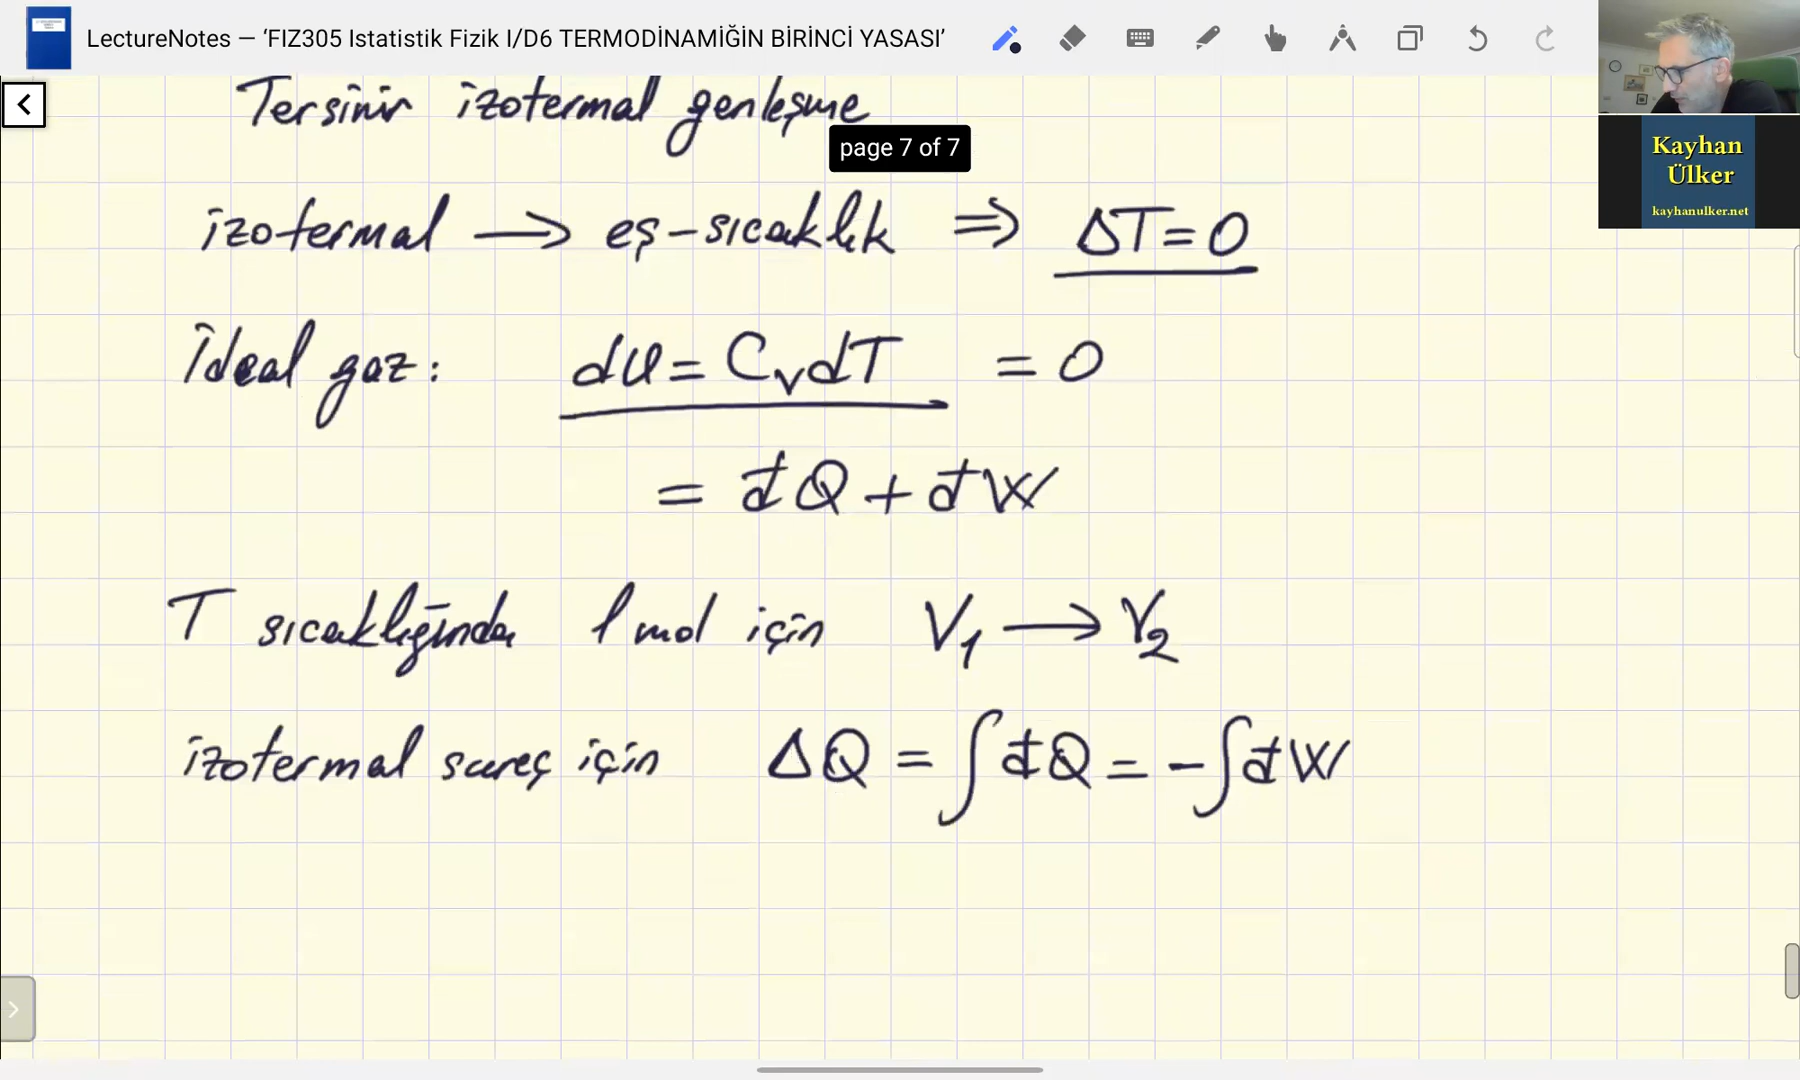 LectureNotes — ‘FIZ305 Istatistik Fizik I/D6 TERMODİNAMİĞİN BİRİNCİ YASASI’
Kayhan
Ülker
kayhanulker.net
Tersinir izotermal genleşme
page 7 of 7
izotermal ⟶ eş-sıcaklık ⇒ ΔT=0
İdeal gaz: dU = C_v dT = 0
= đQ + đW
T sıcaklığında 1 mol için V₁ ⟶ V₂
izotermal süreç için ΔQ = ∫đQ = -∫đW